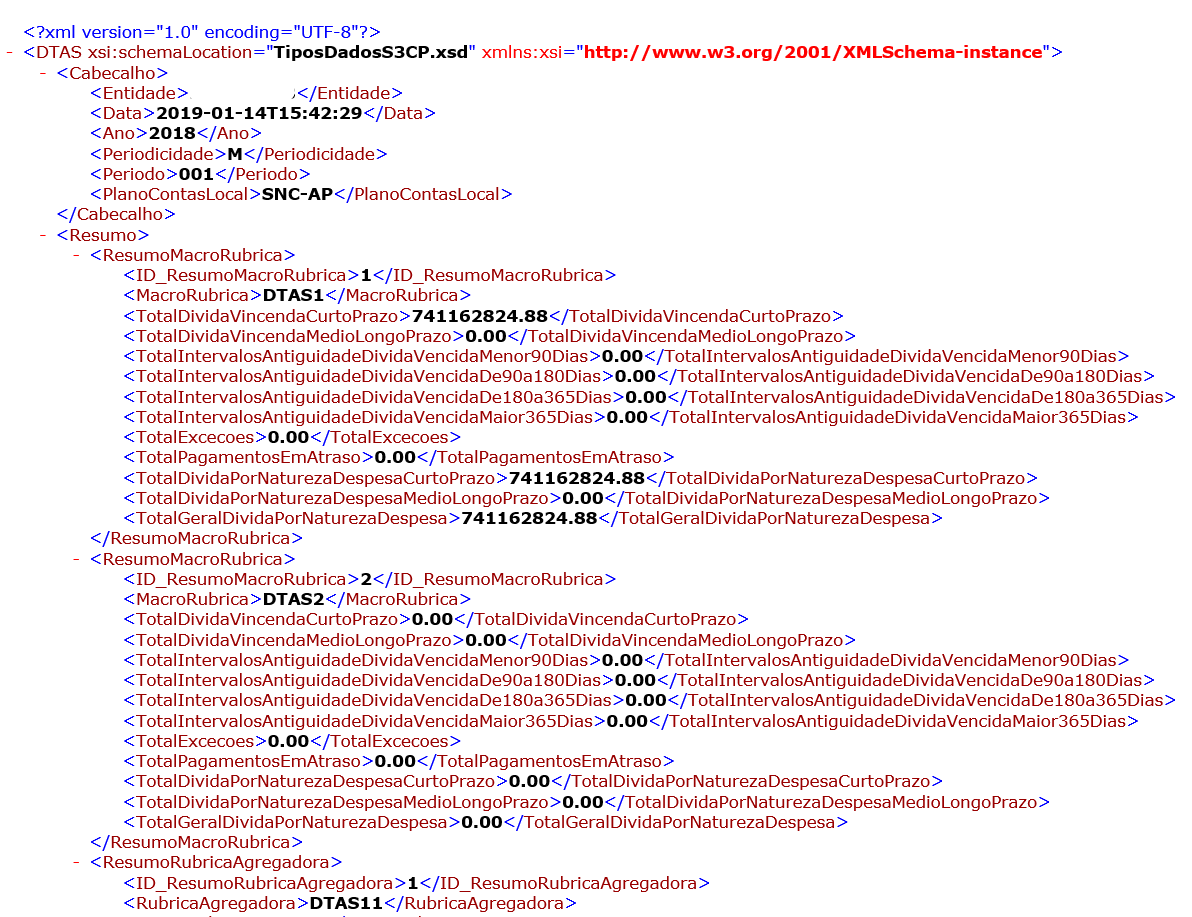 <?xml version="1.0" encoding="UTF-8"?>
- <DTAS xsi:schemaLocation="TiposDadosS3CP.xsd" xmlns:xsi="http://www.w3.org/2001/XMLSchema-instance">
- <Cabecalho>
<Entidade></Entidade>
<Data>2019-01-14T15:42:29</Data>
<Ano>2018</Ano>
<Periodicidade>M</Periodicidade>
<Periodo>001</Periodo>
<PlanoContasLocal>SNC-AP</PlanoContasLocal>
</Cabecalho>
- <Resumo>
- <ResumoMacroRubrica>
<ID_ResumoMacroRubrica>1</ID_ResumoMacroRubrica>
<MacroRubrica>DTAS1</MacroRubrica>
<TotalDividaVincendaCurtoPrazo>741162824.88</TotalDividaVincendaCurtoPrazo>
<TotalDividaVincendaMedioLongoPrazo>0.00</TotalDividaVincendaMedioLongoPrazo>
<TotalIntervalosAntiguidadeDividaVencidaMenor90Dias>0.00</TotalIntervalosAntiguidadeDividaVencidaMenor90Dias>
<TotalIntervalosAntiguidadeDividaVencidaDe90a180Dias>0.00</TotalIntervalosAntiguidadeDividaVencidaDe90a180Dias>
<TotalIntervalosAntiguidadeDividaVencidaDe180a365Dias>0.00</TotalIntervalosAntiguidadeDividaVencidaDe180a365Dias>
<TotalIntervalosAntiguidadeDividaVencidaMaior365Dias>0.00</TotalIntervalosAntiguidadeDividaVencidaMaior365Dias>
<TotalExcecoes>0.00</TotalExcecoes>
<TotalPagamentosEmAtraso>0.00</TotalPagamentosEmAtraso>
<TotalDividaPorNaturezaDespesaCurtoPrazo>741162824.88</TotalDividaPorNaturezaDespesaCurtoPrazo>
<TotalDividaPorNaturezaDespesaMedioLongoPrazo>0.00</TotalDividaPorNaturezaDespesaMedioLongoPrazo>
<TotalGeralDividaPorNaturezaDespesa>741162824.88</TotalGeralDividaPorNaturezaDespesa>
</ResumoMacroRubrica>
- <ResumoMacroRubrica>
<ID_ResumoMacroRubrica>2</ID_ResumoMacroRubrica>
<MacroRubrica>DTAS2</MacroRubrica>
<TotalDividaVincendaCurtoPrazo>0.00</TotalDividaVincendaCurtoPrazo>
<TotalDividaVincendaMedioLongoPrazo>0.00</TotalDividaVincendaMedioLongoPrazo>
<TotalIntervalosAntiguidadeDividaVencidaMenor90Dias>0.00</TotalIntervalosAntiguidadeDividaVencidaMenor90Dias>
<TotalIntervalosAntiguidadeDividaVencidaDe90a180Dias>0.00</TotalIntervalosAntiguidadeDividaVencidaDe90a180Dias>
<TotalIntervalosAntiguidadeDividaVencidaDe180a365Dias>0.00</TotalIntervalosAntiguidadeDividaVencidaDe180a365Dias>
<TotalIntervalosAntiguidadeDividaVencidaMaior365Dias>0.00</TotalIntervalosAntiguidadeDividaVencidaMaior365Dias>
<TotalExcecoes>0.00</TotalExcecoes>
<TotalPagamentosEmAtraso>0.00</TotalPagamentosEmAtraso>
<TotalDividaPorNaturezaDespesaCurtoPrazo>0.00</TotalDividaPorNaturezaDespesaCurtoPrazo>
<TotalDividaPorNaturezaDespesaMedioLongoPrazo>0.00</TotalDividaPorNaturezaDespesaMedioLongoPrazo>
<TotalGeralDividaPorNaturezaDespesa>0.00</TotalGeralDividaPorNaturezaDespesa>
</ResumoMacroRubrica>
- <ResumoRubricaAgregadora>
<ID_ResumoRubricaAgregadora>1</ID_ResumoRubricaAgregadora>
<RubricaAgregadora>DTAS11</RubricaAgregadora>